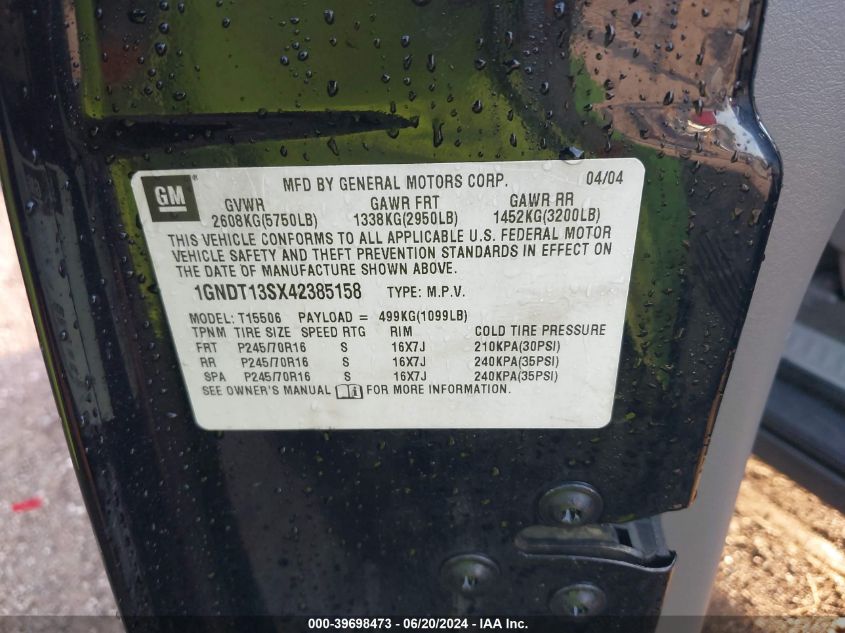 GM
MFD BY GENERAL MOTORS CORP. 04/04
GVWR GAWR FRT GAWR RR
2608KG(5750LB) 1338KG(2950LB) 1452KG(3200LB)
THIS VEHICLE CONFORMS TO ALL APPLICABLE U.S. FEDERAL MOTOR
VEHICLE SAFETY AND THEFT PREVENTION STANDARDS IN EFFECT ON
THE DATE OF MANUFACTURE SHOWN ABOVE.
1GNDT13SX42385158 TYPE: M.P.V.
MODEL: T15506 PAYLOAD = 499KG(1099LB)
TPNM TIRE SIZE SPEED RTG RIM COLD TIRE PRESSURE
FRT P245/70R16 S 16X7J 210KPA(30PSI)
RR P245/70R16 S 16X7J 240KPA(35PSI)
SPA P245/70R16 S 16X7J 240KPA(35PSI)
SEE OWNER'S MANUAL FOR MORE INFORMATION.
000-39698473 - 06/20/2024 - IAA Inc.